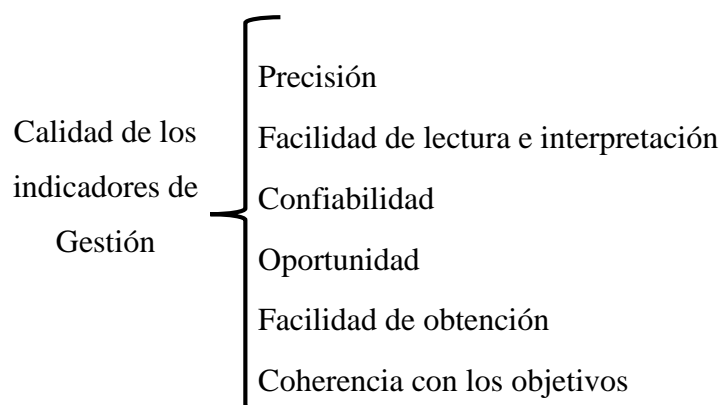 Calidad de los
indicadores de
Gestión
Precisión
Facilidad de lectura e interpretación
Confiabilidad
Oportunidad
Facilidad de obtención
Coherencia con los objetivos